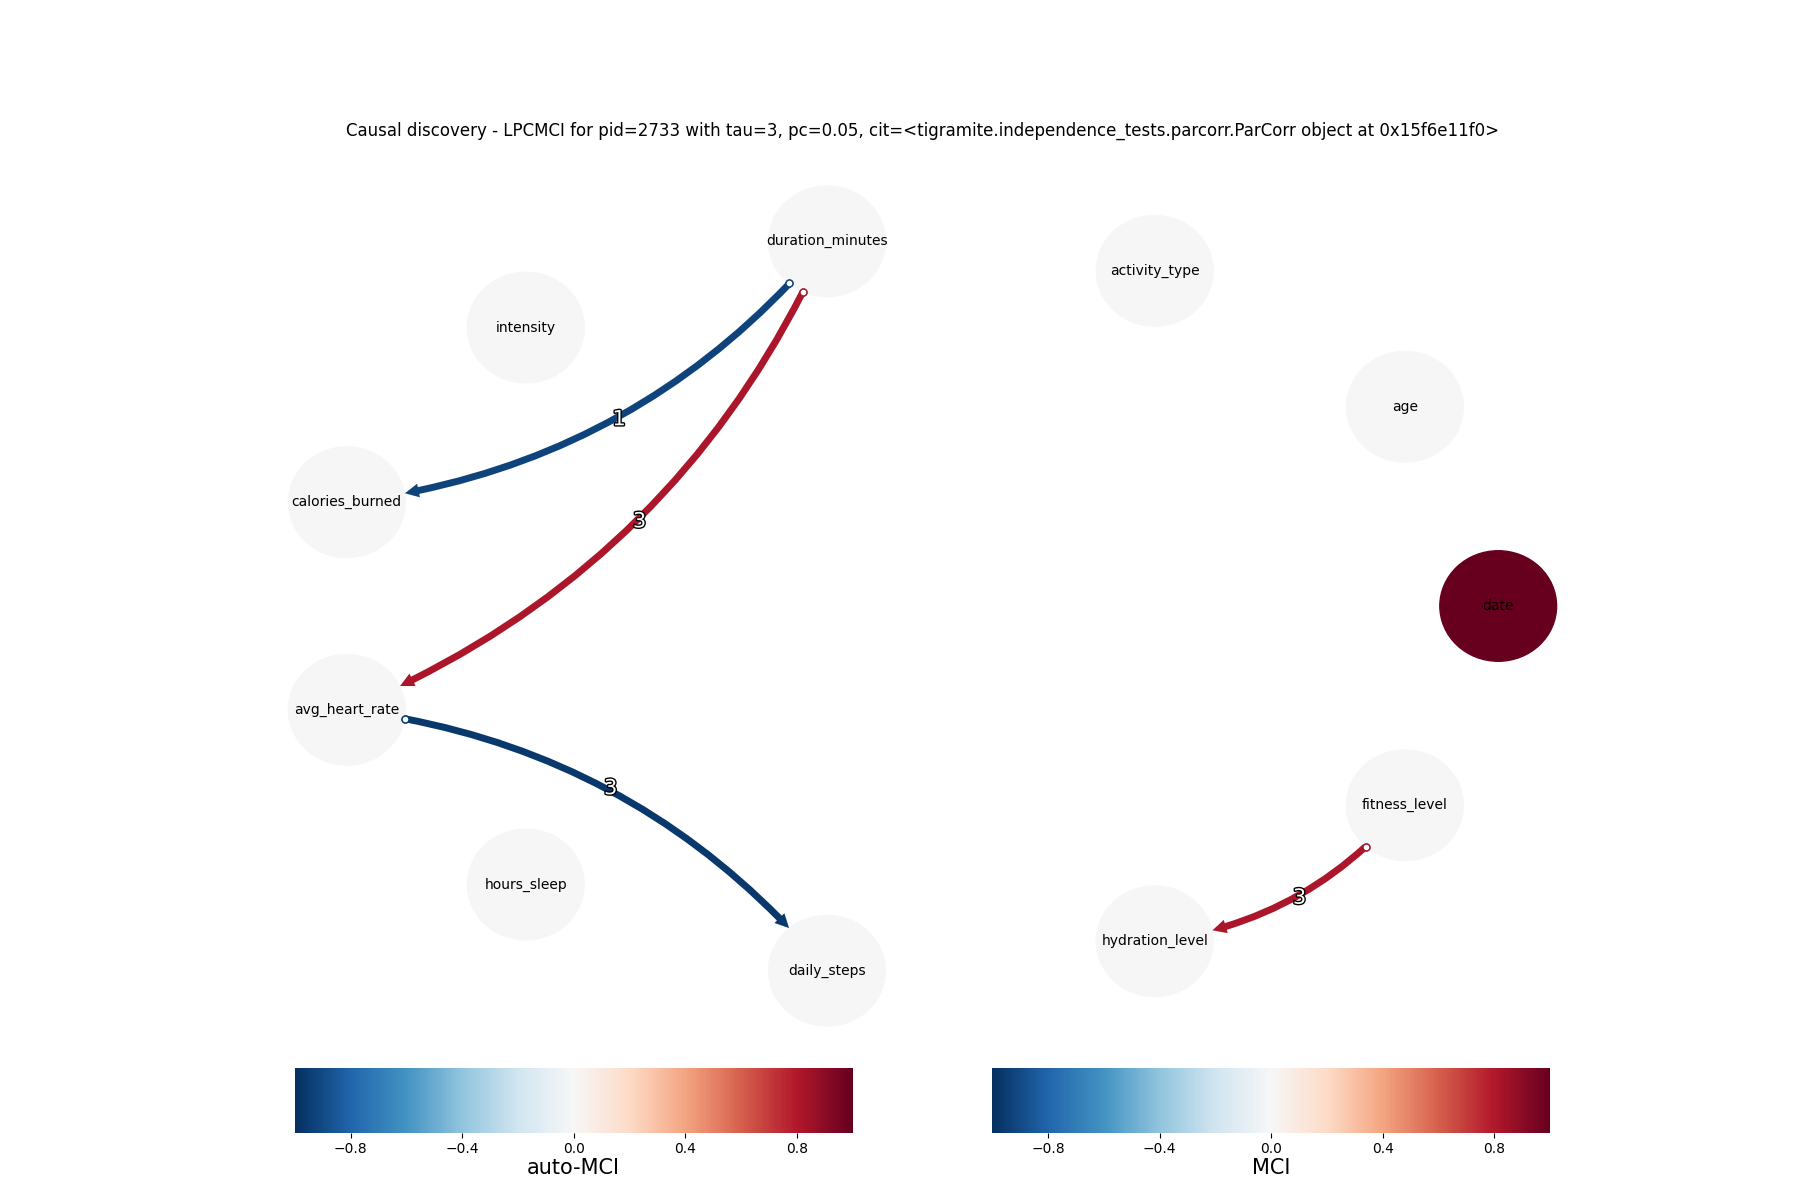 Causal discovery - LPCMCI for pid=2733 with tau=3, pc=0.05, cit=<tigramite.independence_tests.parcorr.ParCorr object at 0x15f6e11f0>
duration_minutes
activity_type
intensity
age
1
calories_burned
3
date
avg_heart_rate
3
fitness_level
hours_sleep
3
hydration_level
daily_steps
−0.8 −0.4 0.0 0.4 0.8
auto-MCI
−0.8 −0.4 0.0 0.4 0.8
MCI